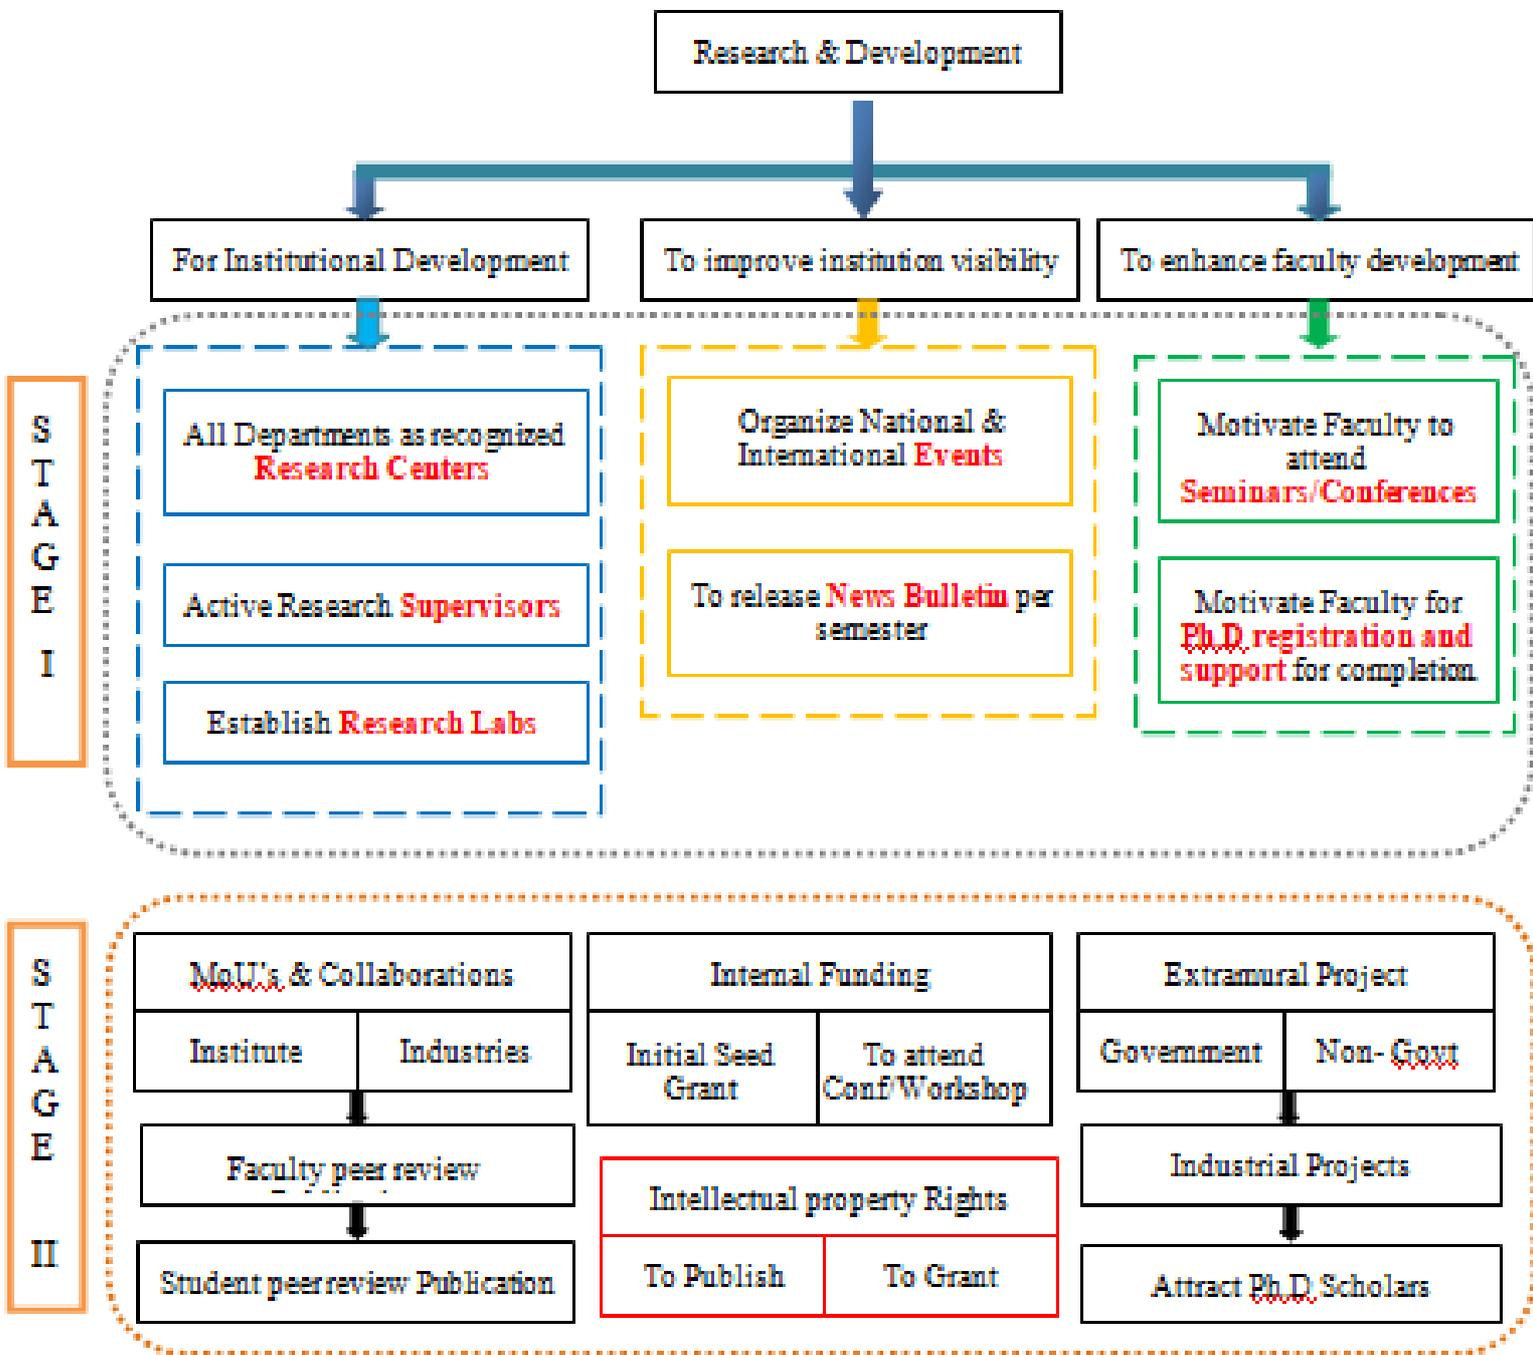 Research & Development
For Institutional Development
To improve institution visibility
To enhance faculty development
STAGE I
All Departments as recognized
Research Centers
Active Research Supervisors
Establish Research Labs
Organize National &
International Events
To release News Bulletin per
semester
Motivate Faculty to
attend
Seminars/Conferences
Motivate Faculty for
Ph.D registration and
support for completion
STAGE II
MoU's & Collaborations
Institute
Industries
Faculty peer review
Student peer review Publication
Internal Funding
Initial Seed
Grant
To attend
Conf/Workshop
Intellectual property Rights
To Publish
To Grant
Extramural Project
Government
Non- Govt
Industrial Projects
Attract Ph.D Scholars